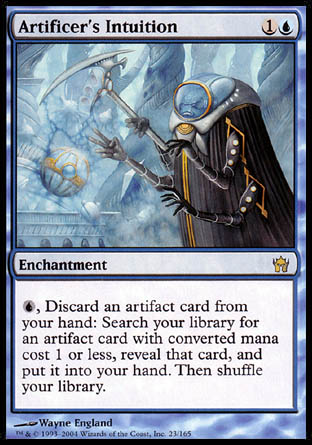 Artificer's Intuition 1
Enchantment
, Discard an artifact card from
your hand: Search your library for
an artifact card with converted mana
cost 1 or less, reveal that card, and
put it into your hand. Then shuffle
your library.
Wayne England
™ & © 1993–2004 Wizards of the Coast, Inc. 23/165